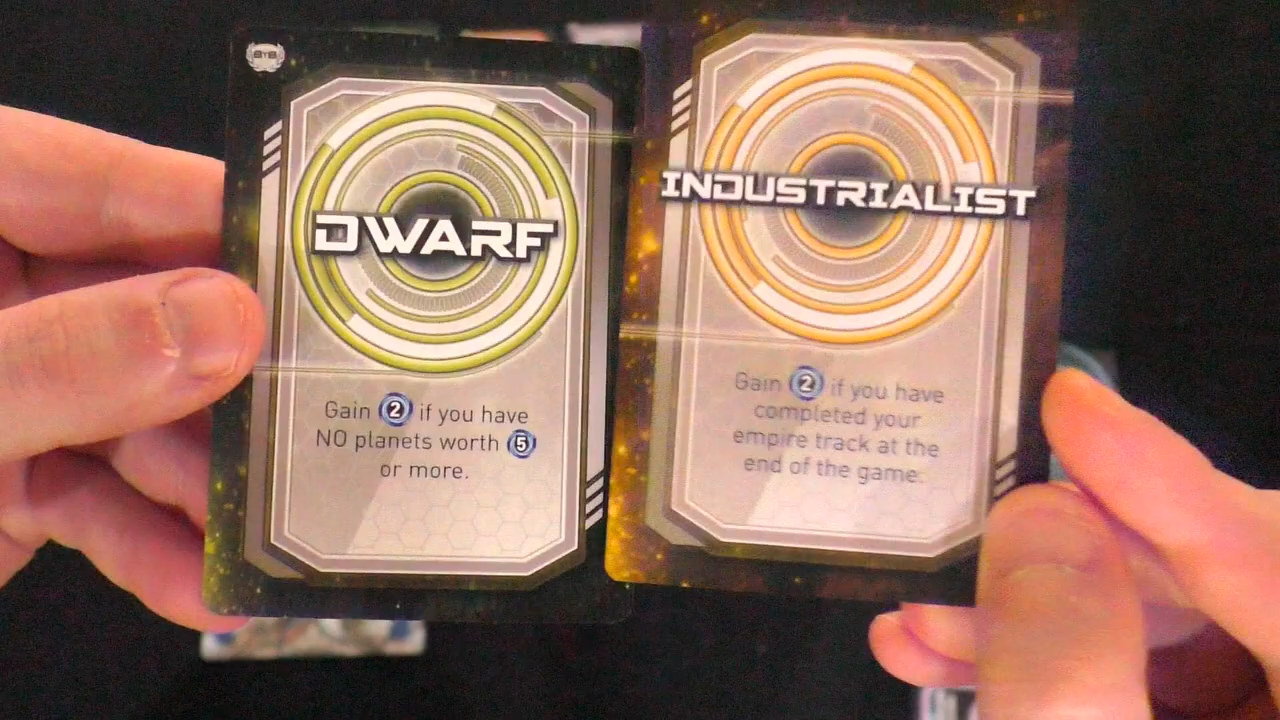 DWARF
Gain 2 if you have
NO planets worth 5
or more.
INDUSTRIALIST
Gain 2 if you have
completed your
empire track at the
end of the game.